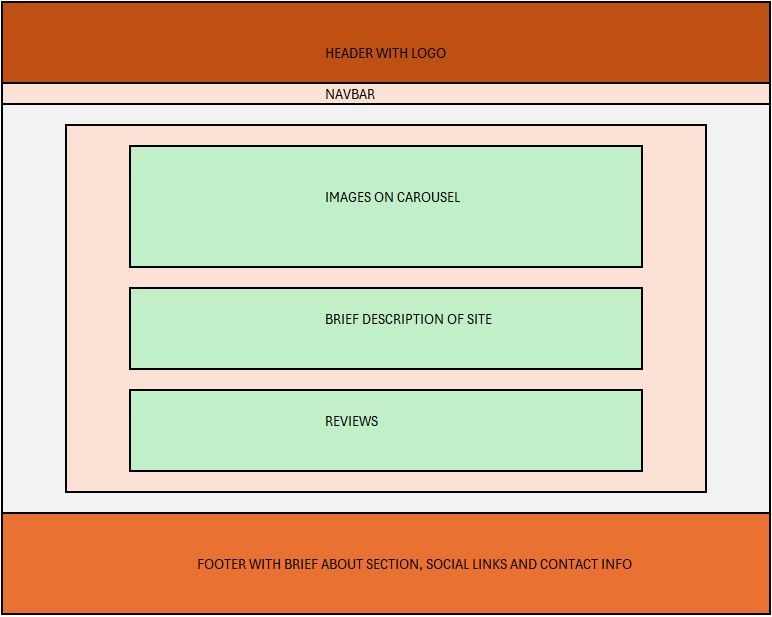 HEADER WITH LOGO
NAVBAR
IMAGES ON CAROUSEL
BRIEF DESCRIPTION OF SITE
REVIEWS
FOOTER WITH BRIEF ABOUT SECTION, SOCIAL LINKS AND CONTACT INFO